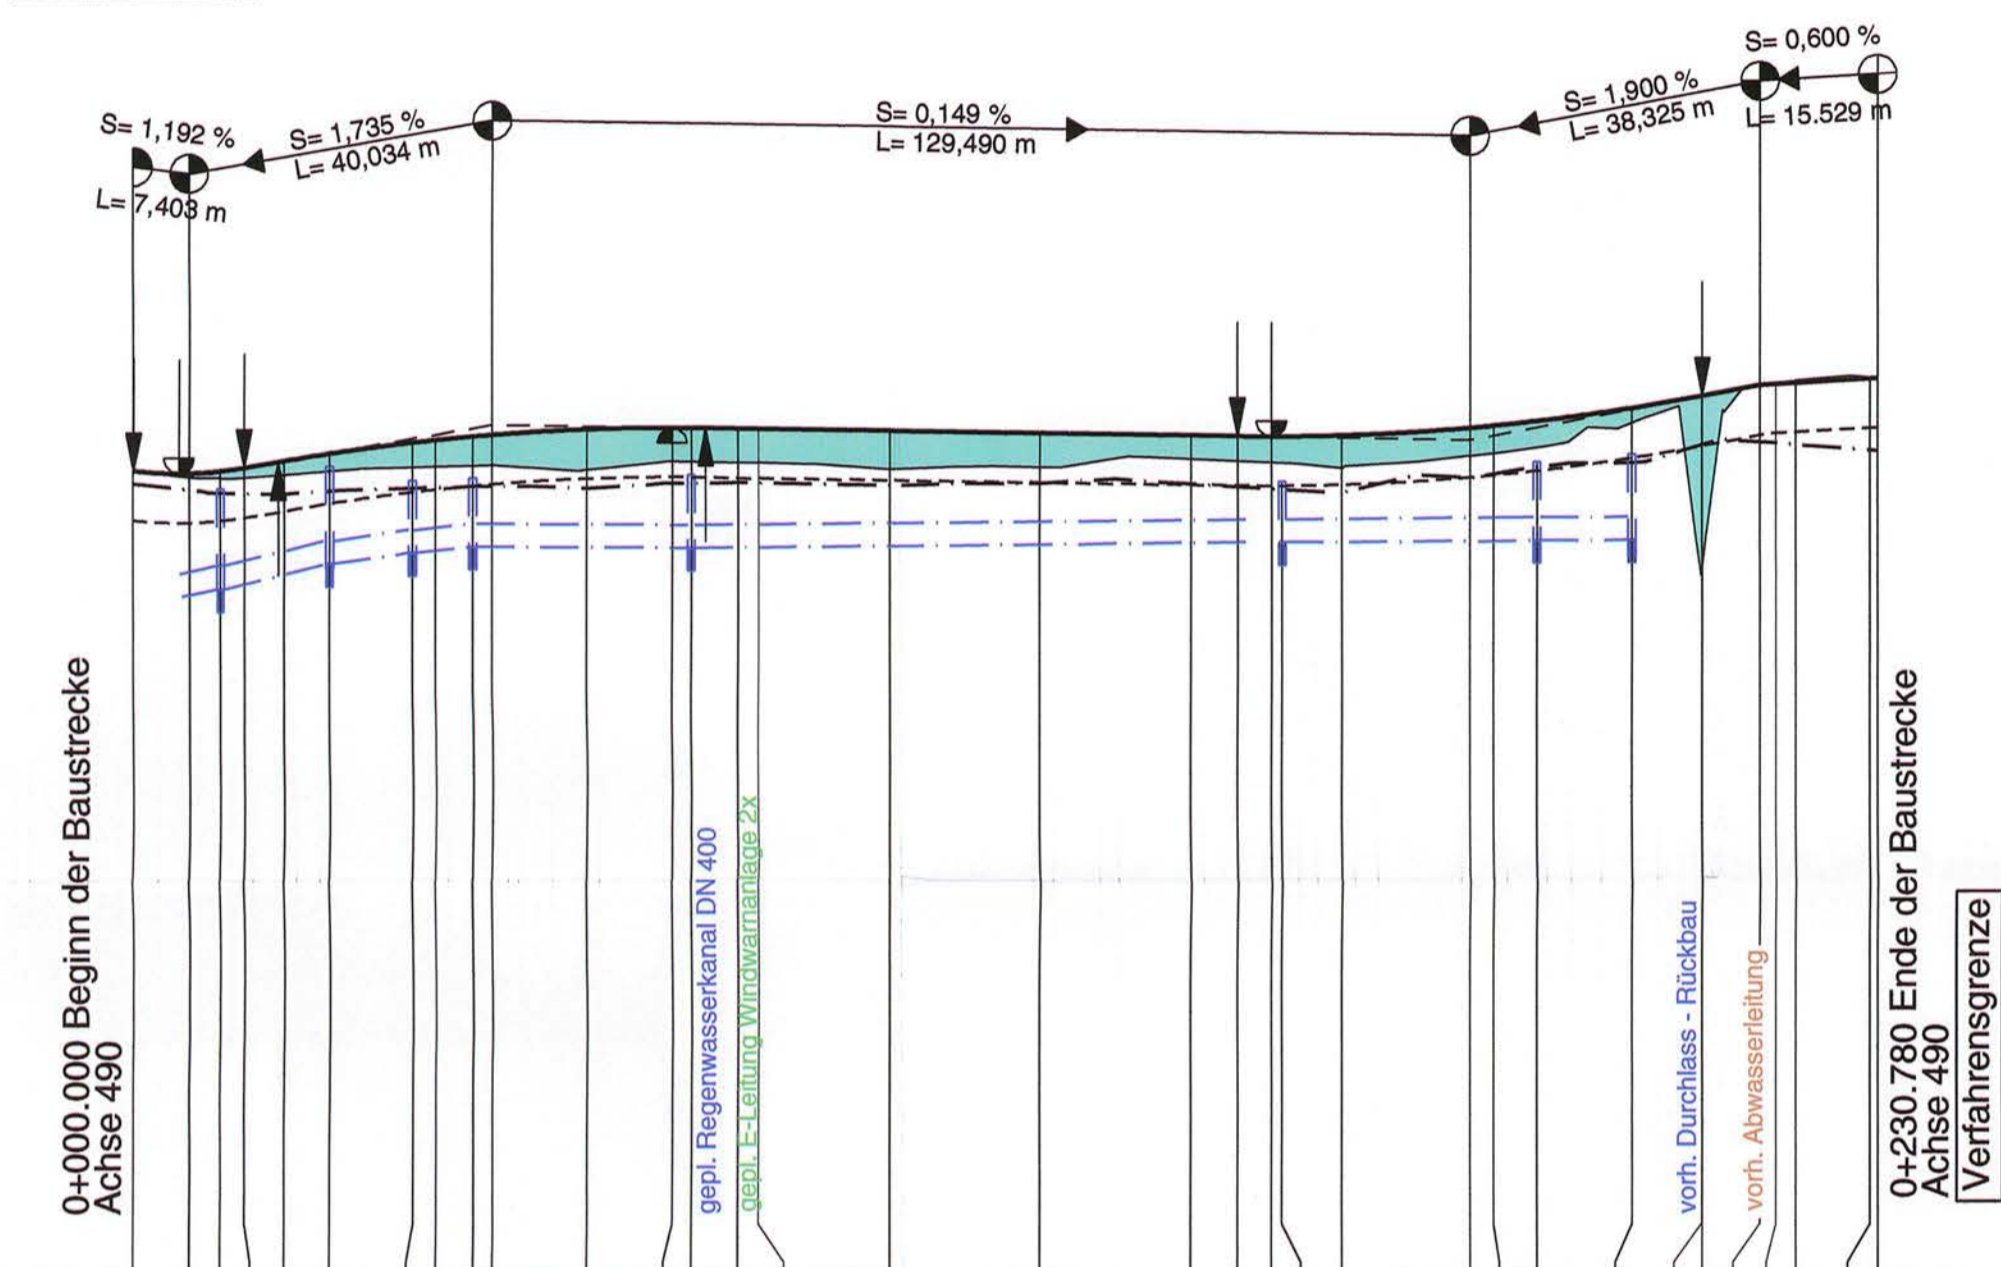 S= 0,600 %
L= 15.529 m
S= 1,900 %
L= 38,325 m
S= 0,149 %
L= 129,490 m
S= 1,735 %
L= 40,034 m
S= 1,192 %
L= 7,403 m
0+000.000 Beginn der Baustrecke
Achse 490
gepl. Regenwasserkanal DN 400
gepl. E-Leitung Windwarnanlage 2x
vorh. Durchlass - Rückbau
vorh. Abwasserleitung
0+230.780 Ende der Baustrecke
Achse 490
Verfahrensgrenze